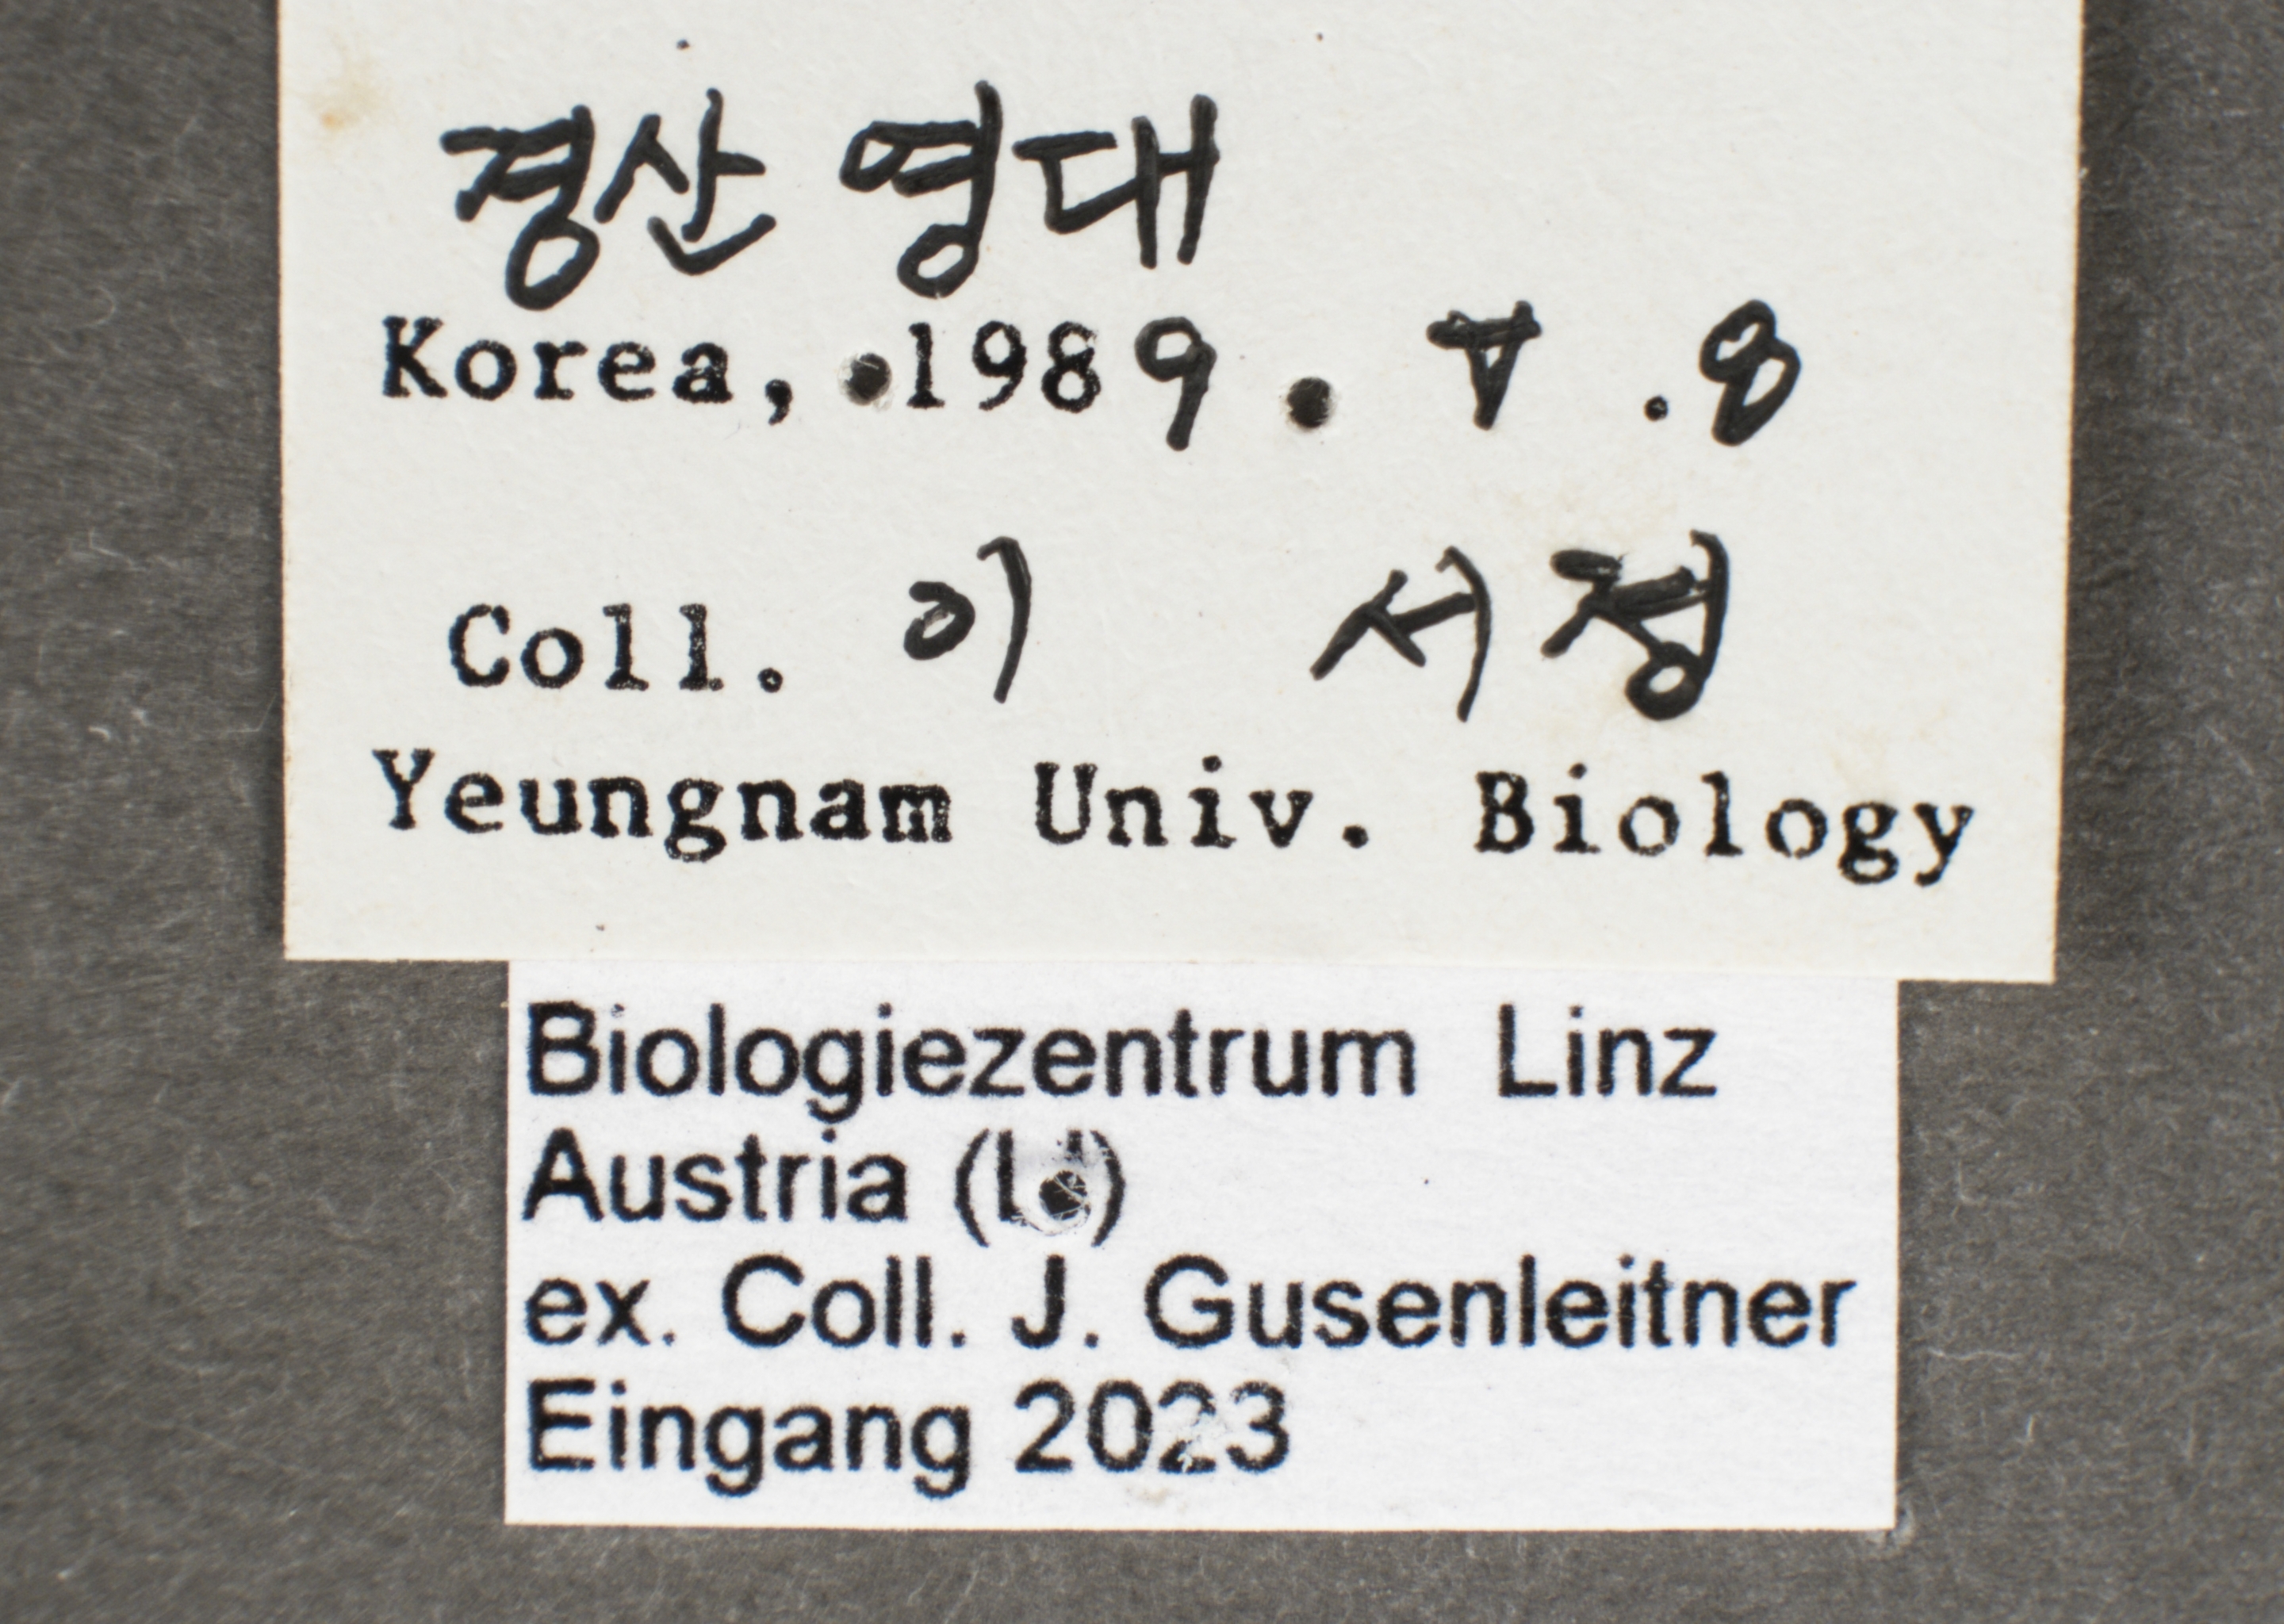 경산 영대
Korea, 1989. V .8
Coll. 이 서정
Yeungnam Univ. Biology
Biologiezentrum Linz
Austria (LI)
ex. Coll. J. Gusenleitner
Eingang 2023